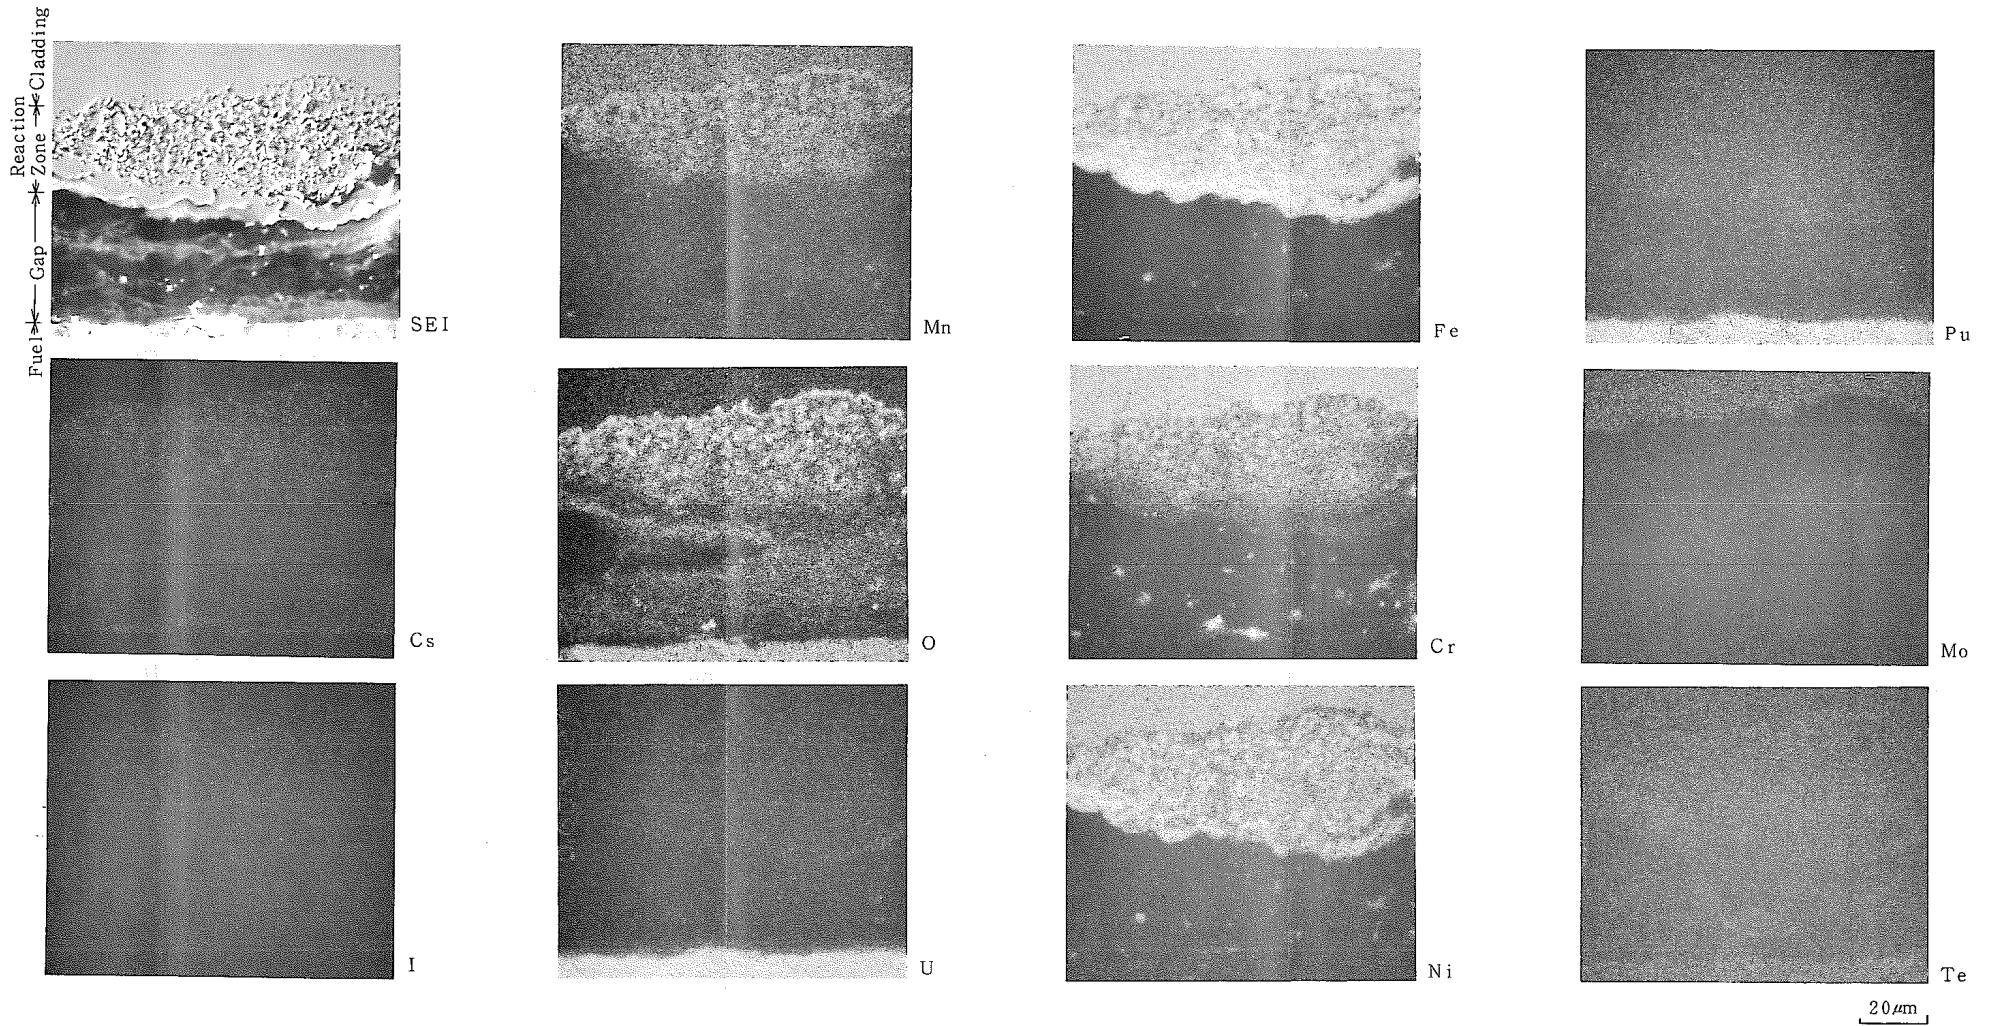 Cladding
Reaction
Zone
Gap
Fuel
SEI
Mn
Fe
Pu
Cs
O
Cr
Mo
I
U
Ni
Te
20μm